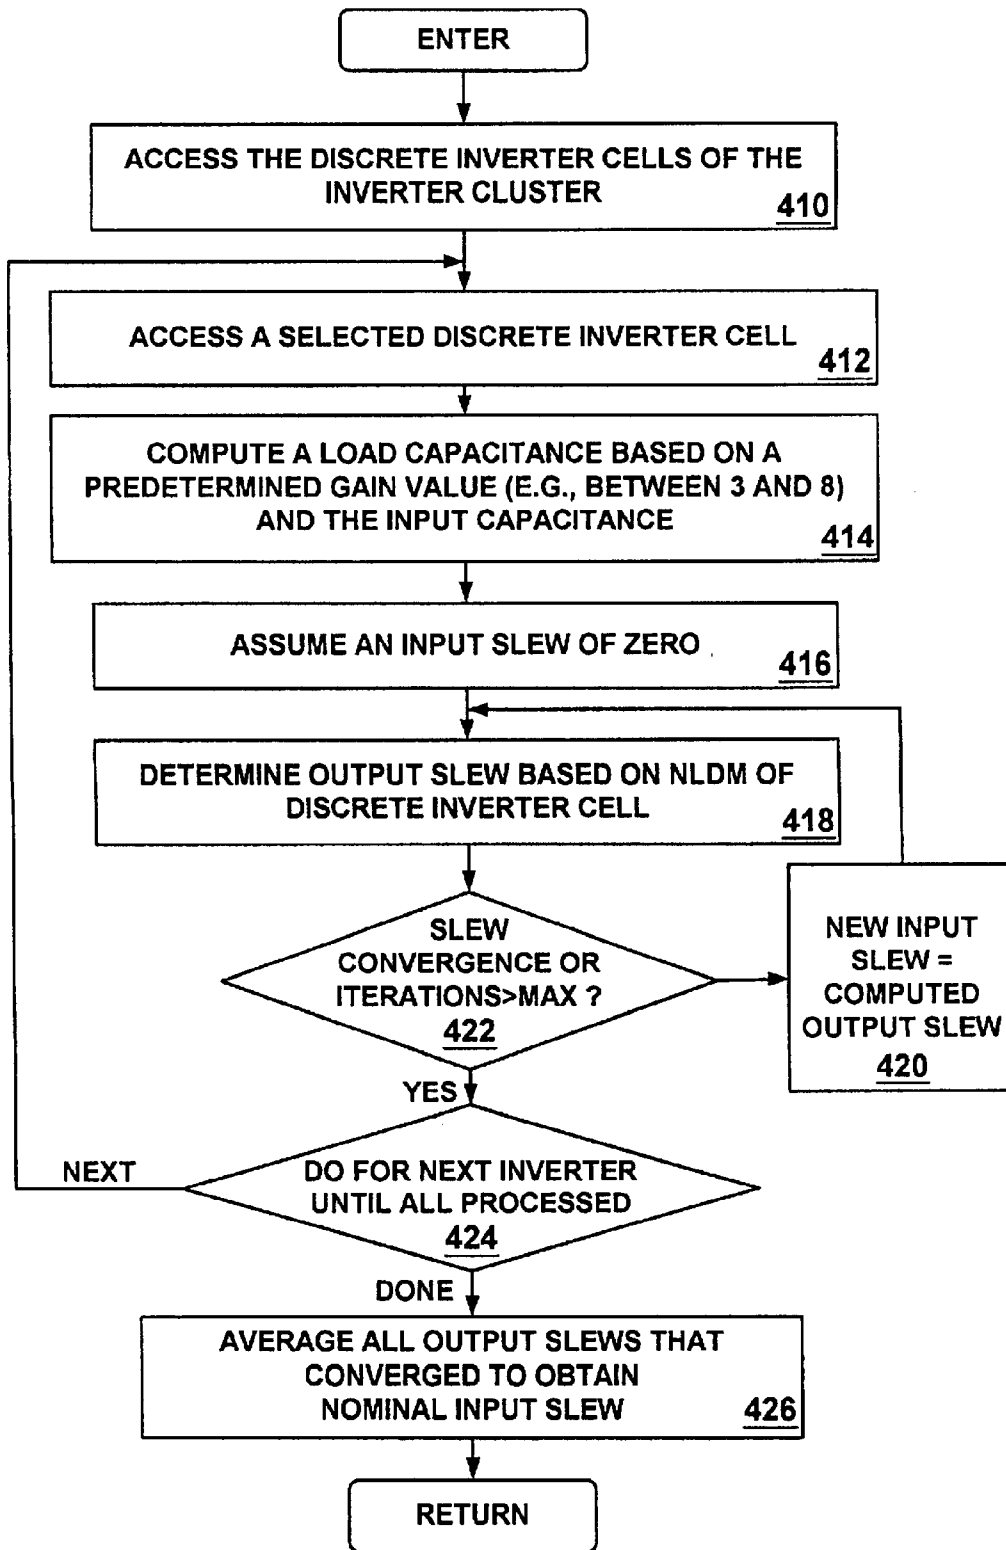 ENTER
ACCESS THE DISCRETE INVERTER CELLS OF THE
INVERTER CLUSTER
410
ACCESS A SELECTED DISCRETE INVERTER CELL
412
COMPUTE A LOAD CAPACITANCE BASED ON A
PREDETERMINED GAIN VALUE (E.G., BETWEEN 3 AND 8)
AND THE INPUT CAPACITANCE
414
ASSUME AN INPUT SLEW OF ZERO
416
DETERMINE OUTPUT SLEW BASED ON NLDM OF
DISCRETE INVERTER CELL
418
SLEW
CONVERGENCE OR
ITERATIONS>MAX ?
422
NEW INPUT
SLEW =
COMPUTED
OUTPUT SLEW
420
YES
NEXT
DO FOR NEXT INVERTER
UNTIL ALL PROCESSED
424
DONE
AVERAGE ALL OUTPUT SLEWS THAT
CONVERGED TO OBTAIN
NOMINAL INPUT SLEW
426
RETURN